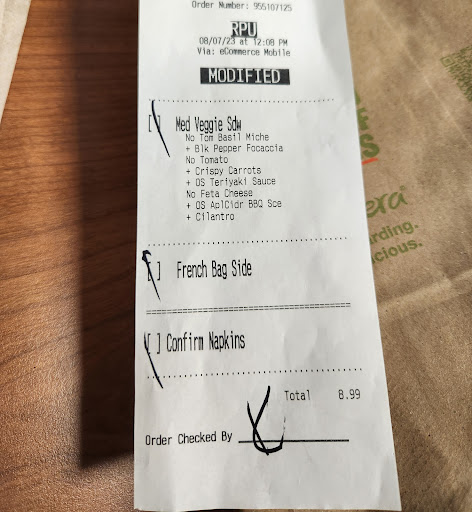 Order Number: 955107125
RPU
08/07/23 at 12:08 PM
Via: eCommerce Mobile
MODIFIED
[ ] Med Veggie Sdw
No Tom Basil Miche
+ Blk Pepper Focaccia
No Tomato
+ Crispy Carrots
+ OS Teriyaki Sauce
No Feta Cheese
+ OS AplCidr BBQ Sce
+ Cilantro
[ ] French Bag Side
[ ] Confirm Napkins
Total 8.99
Order Checked By
era®
arding.
cious.